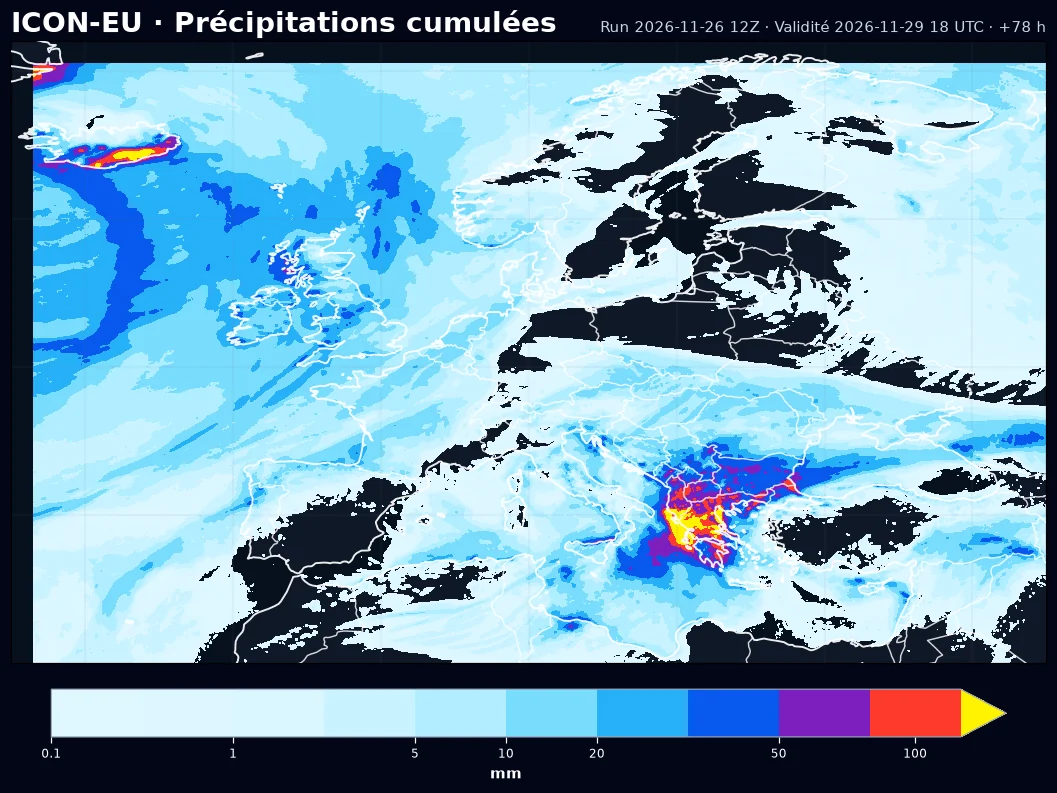 ICON-EU · Précipitations cumulées
Run 2026-11-26 12Z · Validité 2026-11-29 18 UTC · +78 h
0.1 1 5 10 20 50 100
mm